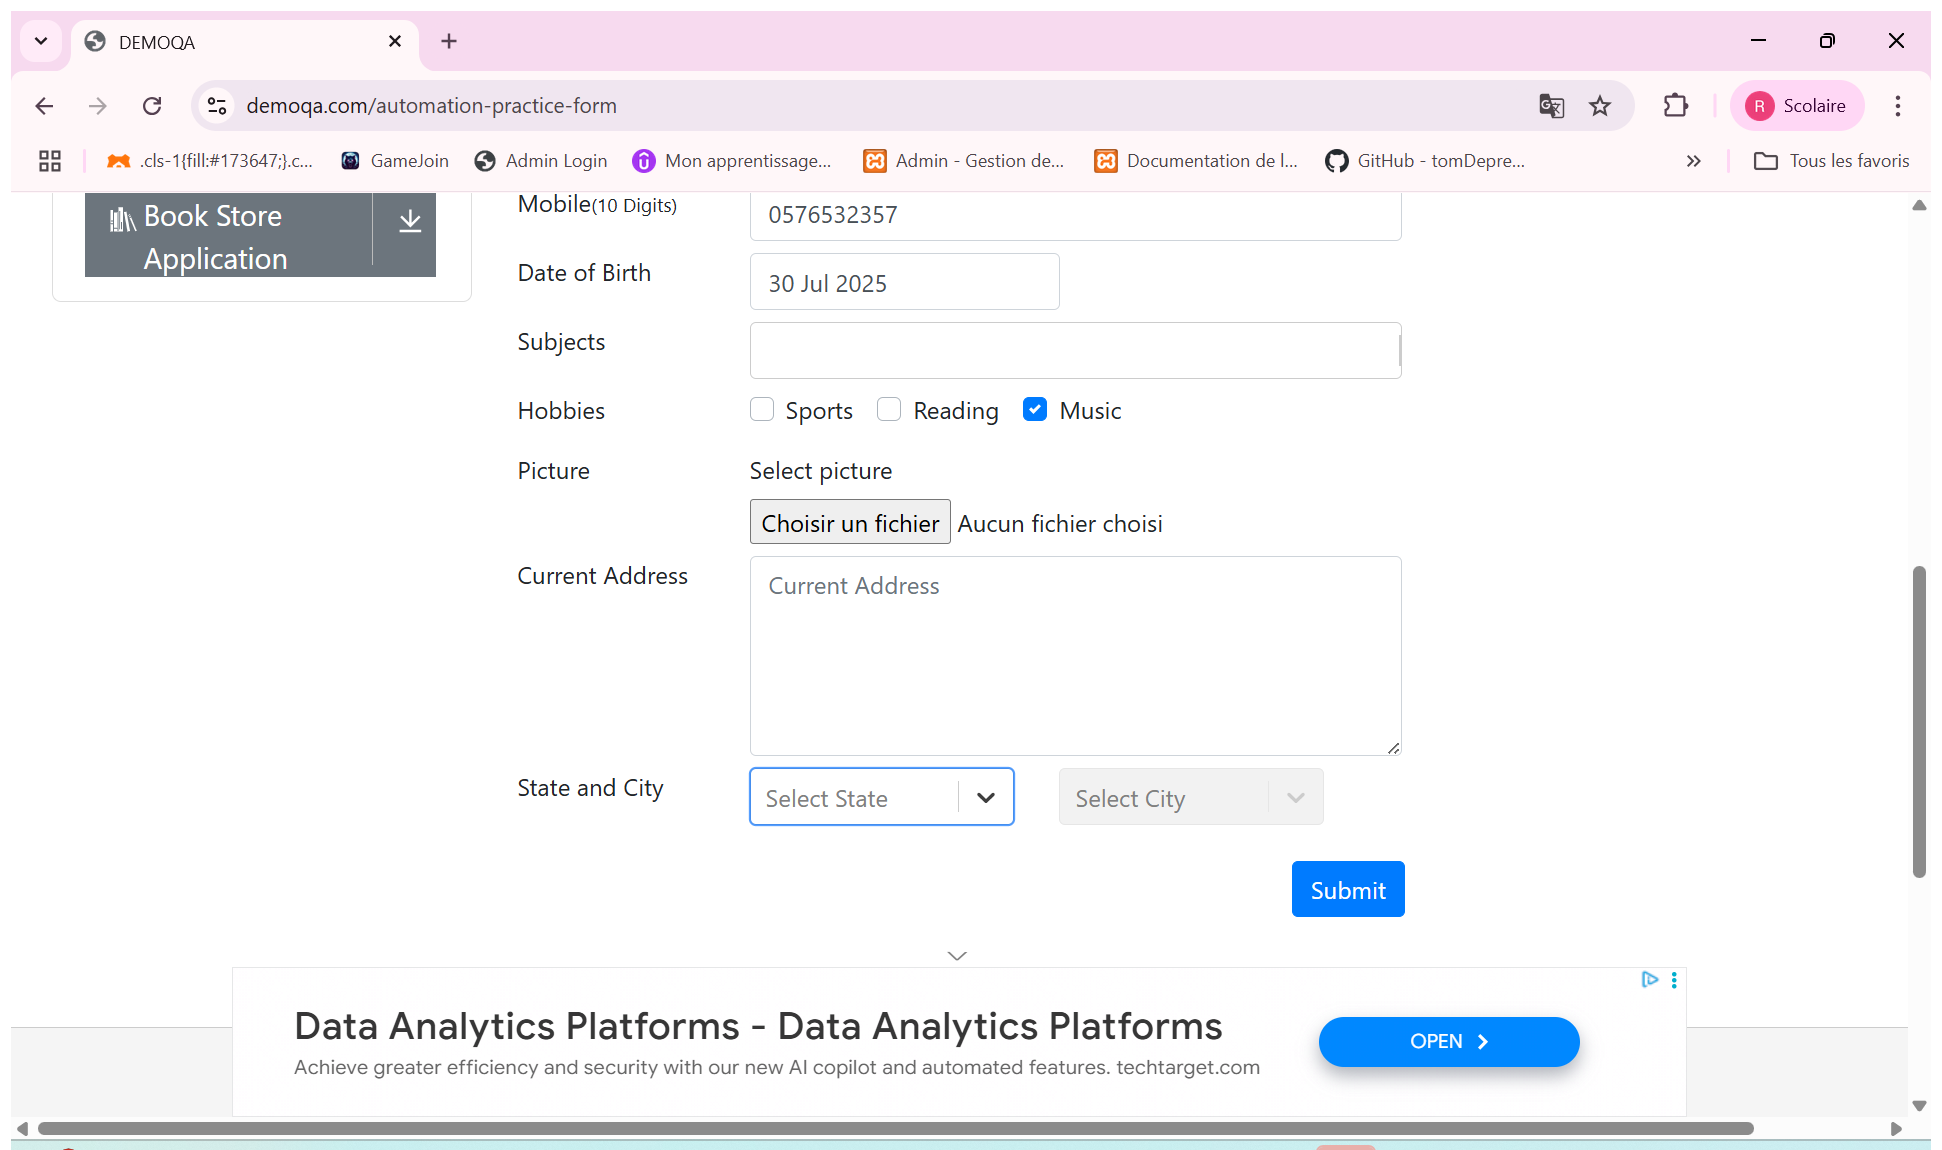 DEMOQA
demoqa.com/automation-practice-form
R Scolaire
.cls-1{fill:#173647;}.c...
GameJoin
Admin Login
Mon apprentissage...
Admin - Gestion de...
Documentation de l...
GitHub - tomDepre...
Tous les favoris
Book Store
Application
Mobile(10 Digits)
0576532357
Date of Birth
30 Jul 2025
Subjects
Hobbies
Sports
Reading
Music
Picture
Select picture
Choisir un fichier Aucun fichier choisi
Current Address
Current Address
State and City
Select State
Select City
Submit
Data Analytics Platforms - Data Analytics Platforms
Achieve greater efficiency and security with our new AI copilot and automated features. techtarget.com
OPEN